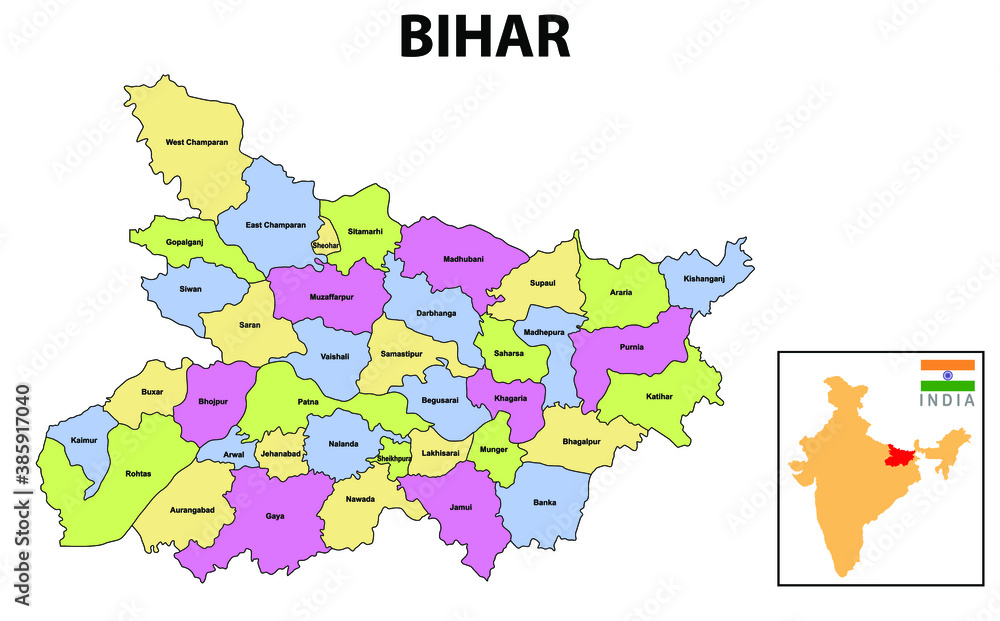 BIHAR
West Champaran
East Champaran
Sheohar
Sitamarhi
Gopalganj
Madhubani
Siwan
Muzaffarpur
Supaul
Araria
Kishanganj
Saran
Darbhanga
Madhepura
Vaishali
Samastipur
Saharsa
Purnia
Buxar
Bhojpur
Patna
Begusarai
Khagaria
Katihar
Kaimur
Arwal
Jehanabad
Nalanda
Sheikhpura
Lakhisarai
Munger
Bhagalpur
Rohtas
Aurangabad
Gaya
Nawada
Jamui
Banka
INDIA
Adobe Stock
#385917040